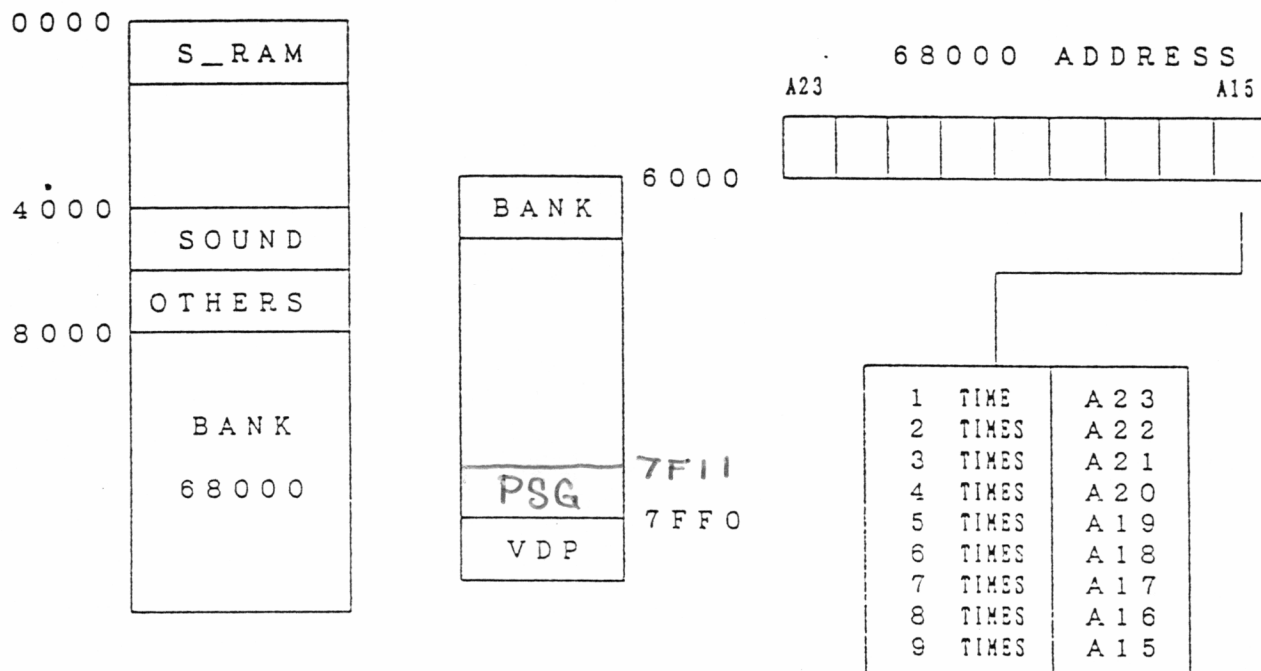 0000
S_RAM
4000
SOUND
OTHERS
8000
BANK
68000
6000
BANK
7F11
PSG
7FF0
VDP
68000 ADDRESS
A23 A15
1 TIME A23
2 TIMES A22
3 TIMES A21
4 TIMES A20
5 TIMES A19
6 TIMES A18
7 TIMES A17
8 TIMES A16
9 TIMES A15